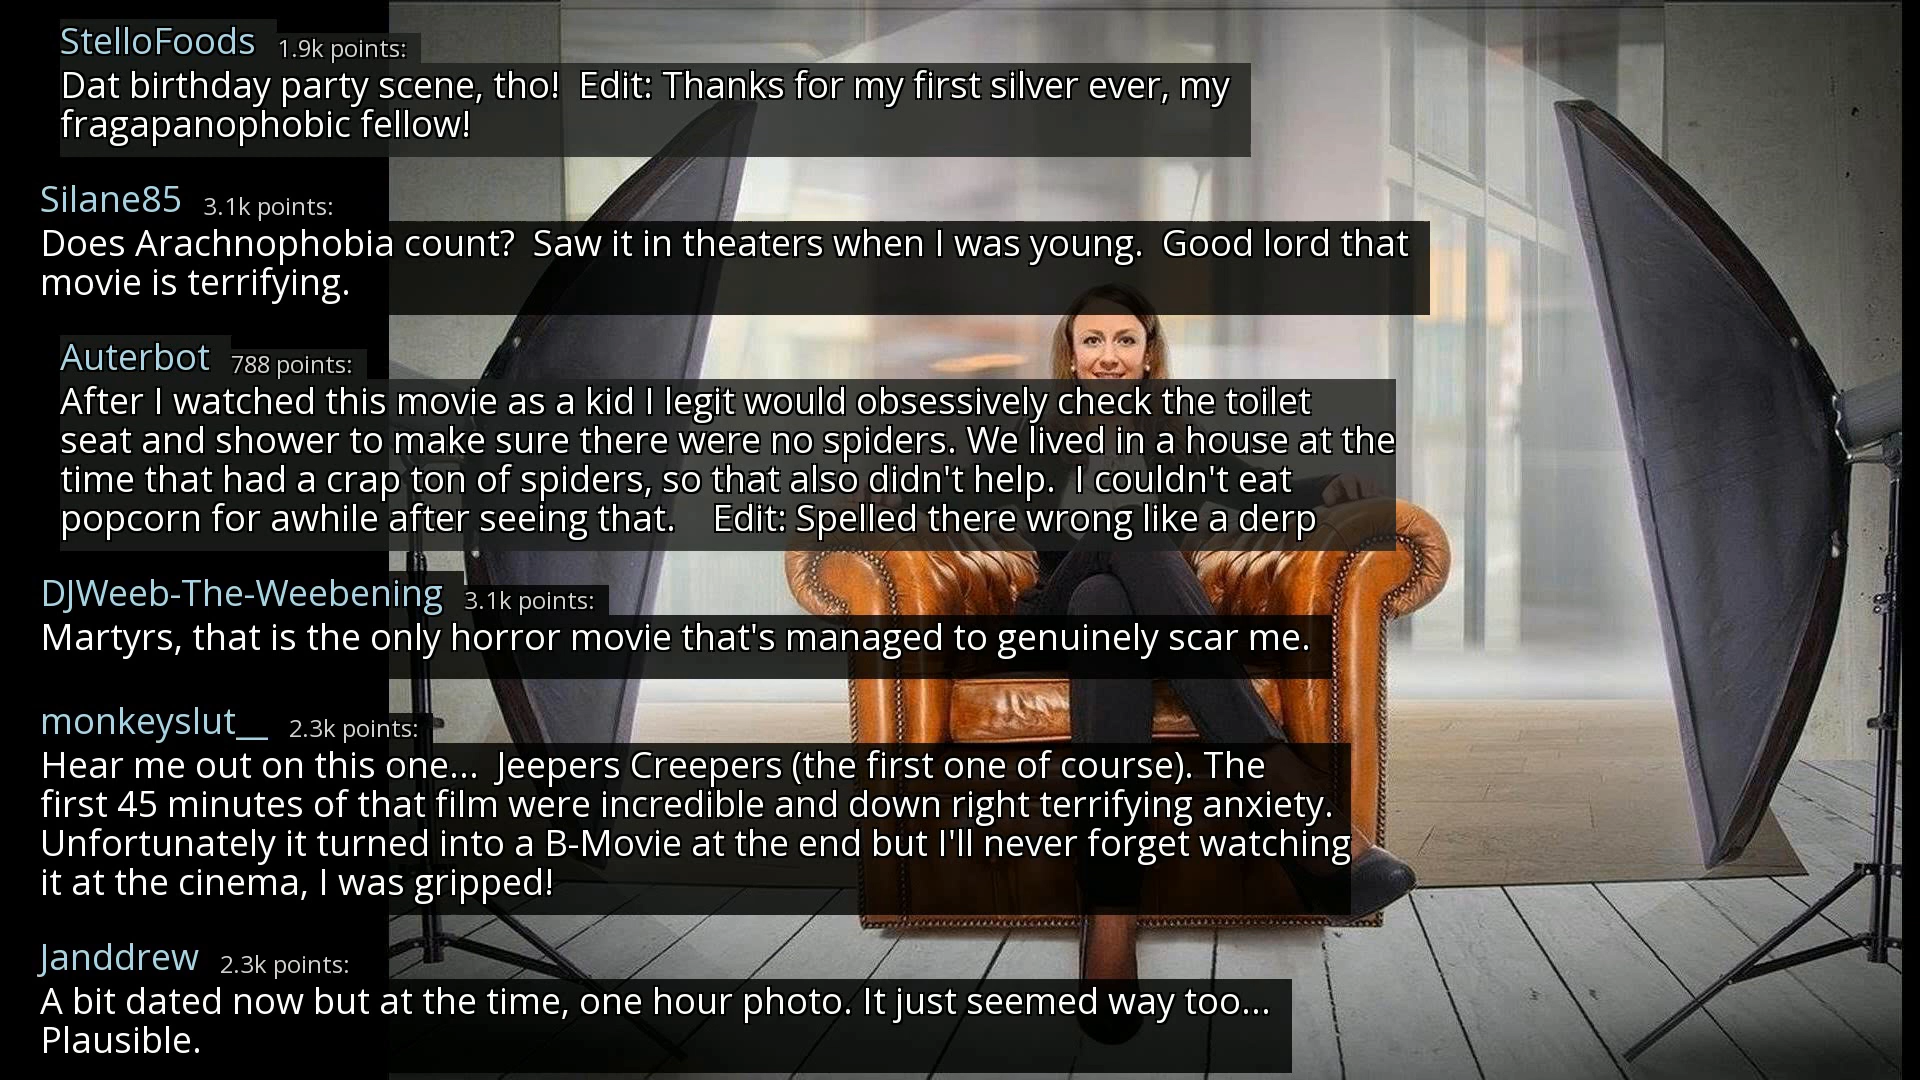 StelloFoods 1.9k points:
Dat birthday party scene, tho!  Edit: Thanks for my first silver ever, my
fragapanophobic fellow!
Silane85 3.1k points:
Does Arachnophobia count?  Saw it in theaters when I was young.  Good lord that
movie is terrifying.
Auterbot 788 points:
After I watched this movie as a kid I legit would obsessively check the toilet
seat and shower to make sure there were no spiders. We lived in a house at the
time that had a crap ton of spiders, so that also didn't help.  I couldn't eat
popcorn for awhile after seeing that.    Edit: Spelled there wrong like a derp
DJWeeb-The-Weebening 3.1k points:
Martyrs, that is the only horror movie that's managed to genuinely scar me.
monkeyslut__ 2.3k points:
Hear me out on this one...  Jeepers Creepers (the first one of course). The
first 45 minutes of that film were incredible and down right terrifying anxiety.
Unfortunately it turned into a B-Movie at the end but I'll never forget watching
it at the cinema, I was gripped!
Janddrew 2.3k points:
A bit dated now but at the time, one hour photo. It just seemed way too...
Plausible.